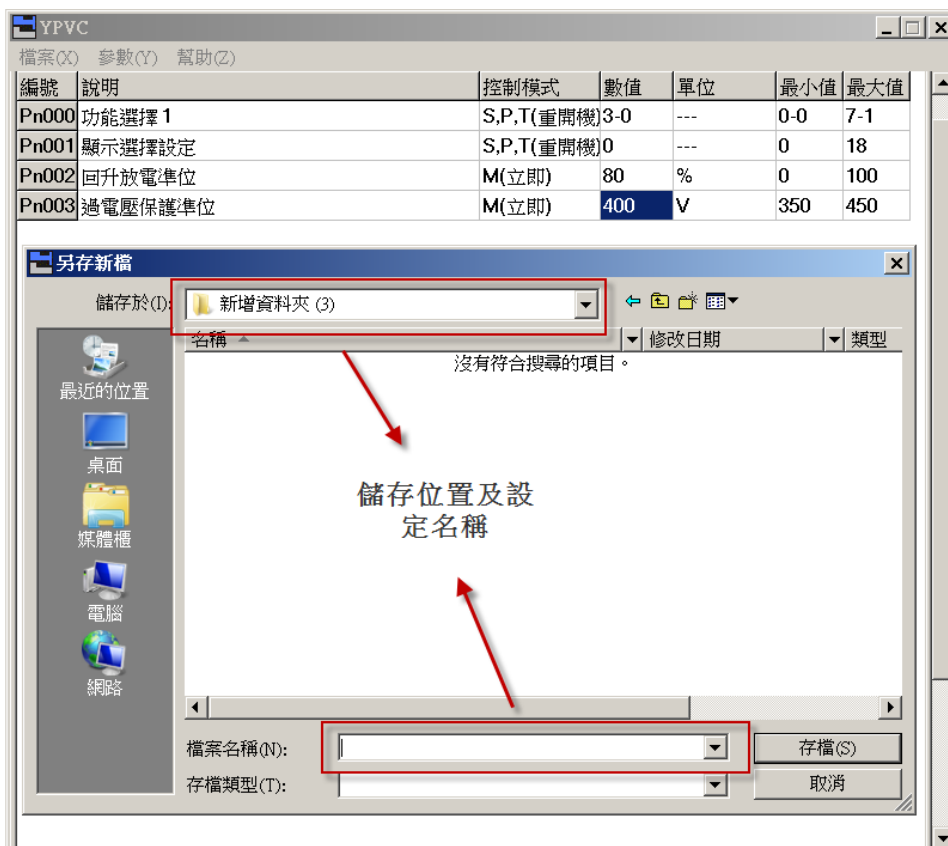 YPVC
檔案(X) 參數(Y) 幫助(Z)
編號 說明 控制模式 數值 單位 最小值 最大值
Pn000 功能選擇 1 S,P,T(重開機) 3-0 --- 0-0 7-1
Pn001 顯示選擇設定 S,P,T(重開機) 0 --- 0 18
Pn002 回升放電準位 M(立即) 80 % 0 100
Pn003 過電壓保護準位 M(立即) 400 V 350 450
另存新檔
儲存於(I): 新增資料夾 (3)
名稱 修改日期 類型
沒有符合搜尋的項目。
最近的位置
桌面
媒體櫃
電腦
網路
儲存位置及設
定名稱
檔案名稱(N): 存檔(S)
存檔類型(T): 取消